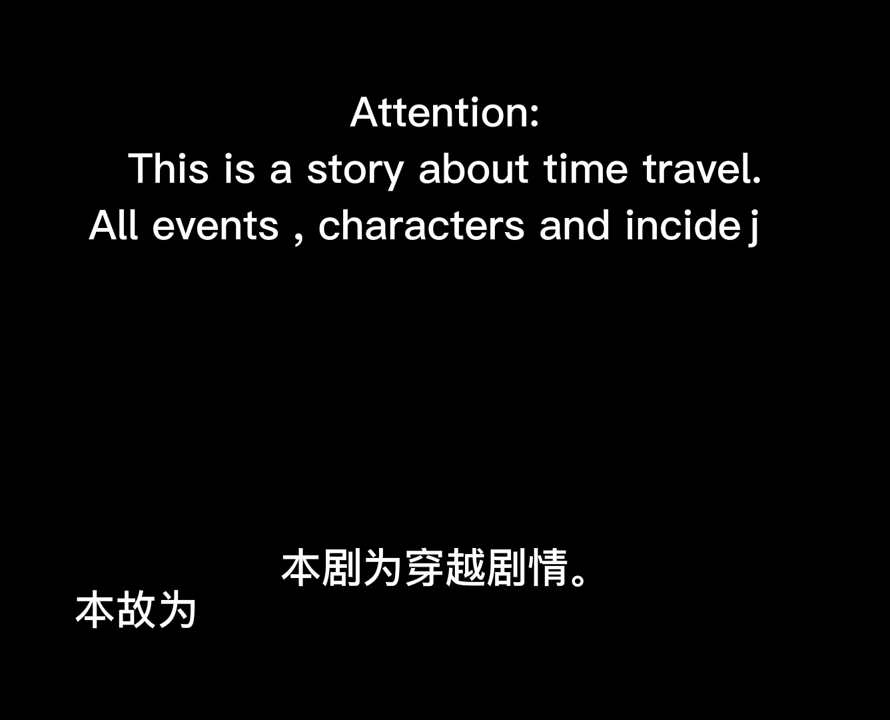 Attention:
This is a story about time travel.
All events , characters and incidej
本剧为穿越剧情。
本故为